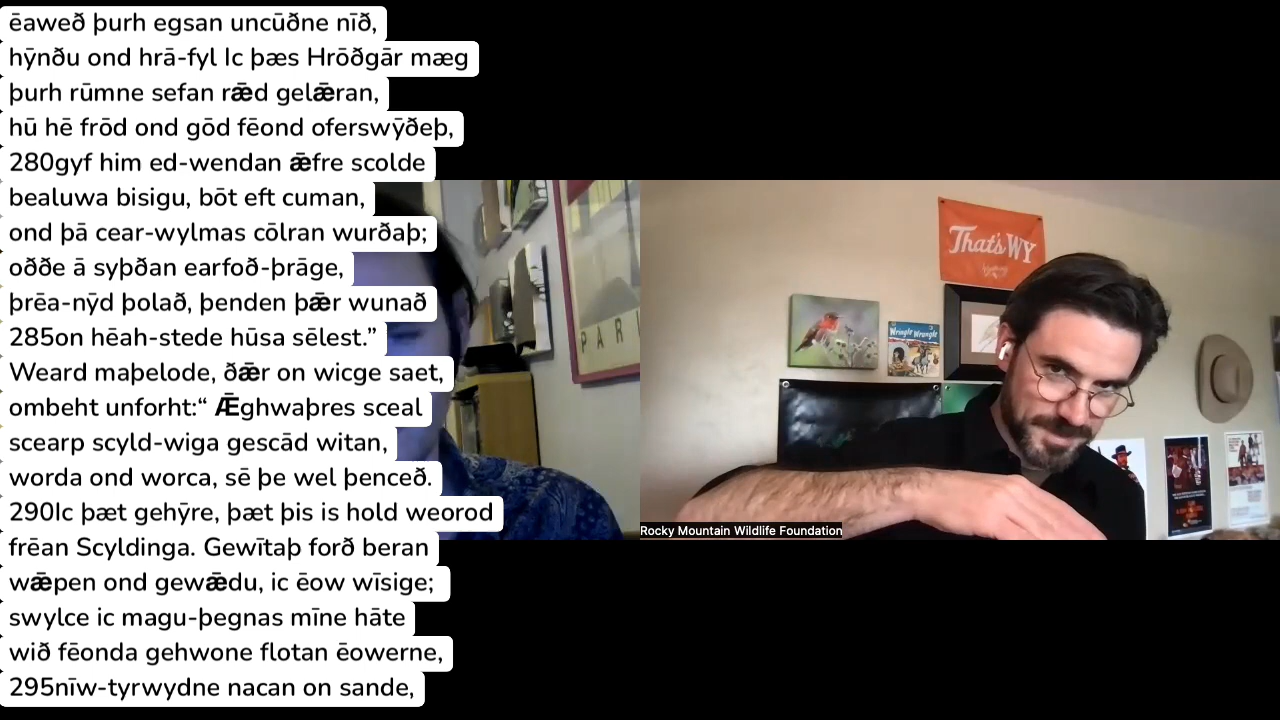 ēaweð þurh egsan uncūðne nīð,
hȳnðu ond hrā-fyl Ic þæs Hrōðgār mæg
þurh rūmne sefan rǣd gelǣran,
hū hē frōd ond gōd fēond oferswȳðeþ,
280gyf him ed-wendan ǣfre scolde
bealuwa bisigu, bōt eft cuman,
ond þā cear-wylmas cōlran wurðaþ;
oððe ā syþðan earfoð-þrāge,
þrēa-nȳd þolað, þenden þǣr wunað
285on hēah-stede hūsa sēlest.”
Weard maþelode, ðǣr on wicge saet,
ombeht unforht:“ Ǣghwaþres sceal
scearp scyld-wiga gescād witan,
worda ond worca, sē þe wel þenceð.
290Ic þæt gehȳre, þæt þis is hold weorod
frēan Scyldinga. Gewītaþ forð beran
wǣpen ond gewǣdu, ic ēow wīsige;
swylce ic magu-þegnas mīne hāte
wið fēonda gehwone flotan ēowerne,
295nīw-tyrwydne nacan on sande,
PARI
That's WY
Wringle Wrangle
Rocky Mountain Wildlife Foundation